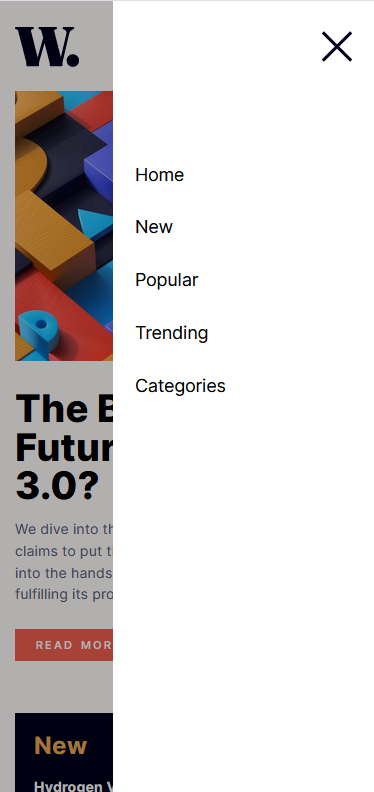 W.
Home
New
Popular
Trending
Categories
The B
Futur
3.0?
We dive into th
claims to put t
into the hands
fulfilling its pro
READ MOR
New
Hydrogen V